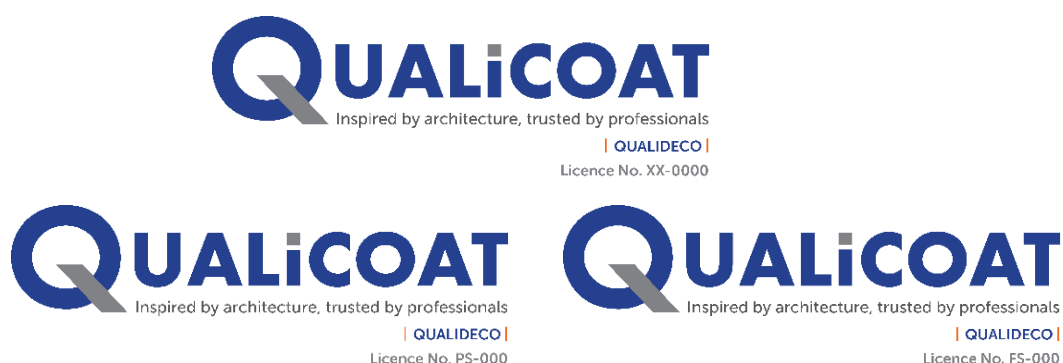 QUALiCOAT
Inspired by architecture, trusted by professionals
| QUALIDECO |
Licence No. XX-0000
QUALiCOAT
Inspired by architecture, trusted by professionals
| QUALIDECO |
Licence No. PS-000
QUALiCOAT
Inspired by architecture, trusted by professionals
| QUALIDECO |
Licence No. FS-000